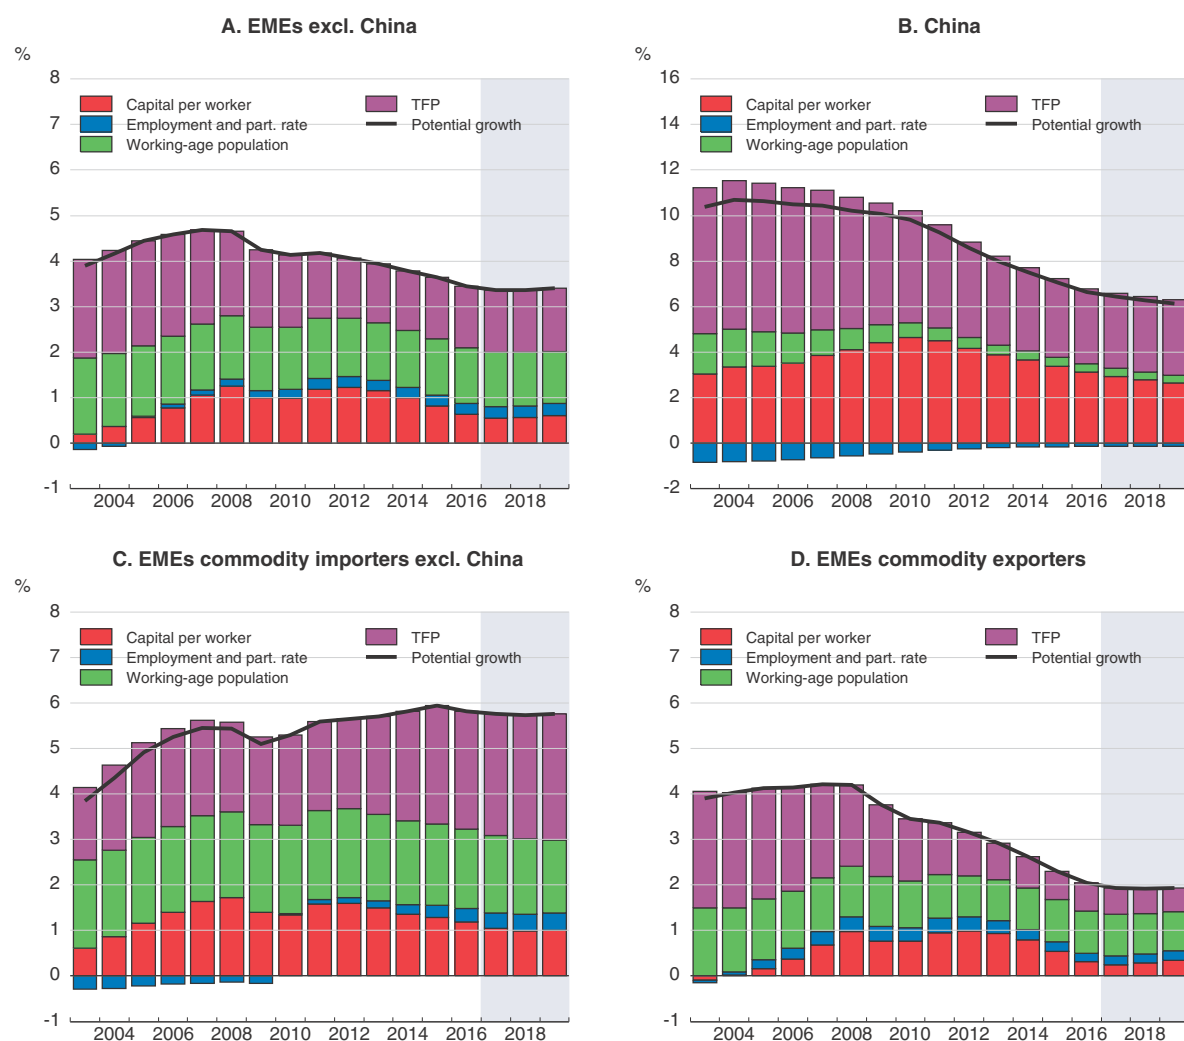 A. EMEs excl. China
%
8
7
6
5
4
3
2
1
0
-1
Capital per worker
Employment and part. rate
Working-age population
TFP
Potential growth
2004 2006 2008 2010 2012 2014 2016 2018
B. China
%
16
14
12
10
8
6
4
2
0
-2
Capital per worker
Employment and part. rate
Working-age population
TFP
Potential growth
2004 2006 2008 2010 2012 2014 2016 2018
C. EMEs commodity importers excl. China
%
8
7
6
5
4
3
2
1
0
-1
Capital per worker
Employment and part. rate
Working-age population
TFP
Potential growth
2004 2006 2008 2010 2012 2014 2016 2018
D. EMEs commodity exporters
%
8
7
6
5
4
3
2
1
0
-1
Capital per worker
Employment and part. rate
Working-age population
TFP
Potential growth
2004 2006 2008 2010 2012 2014 2016 2018